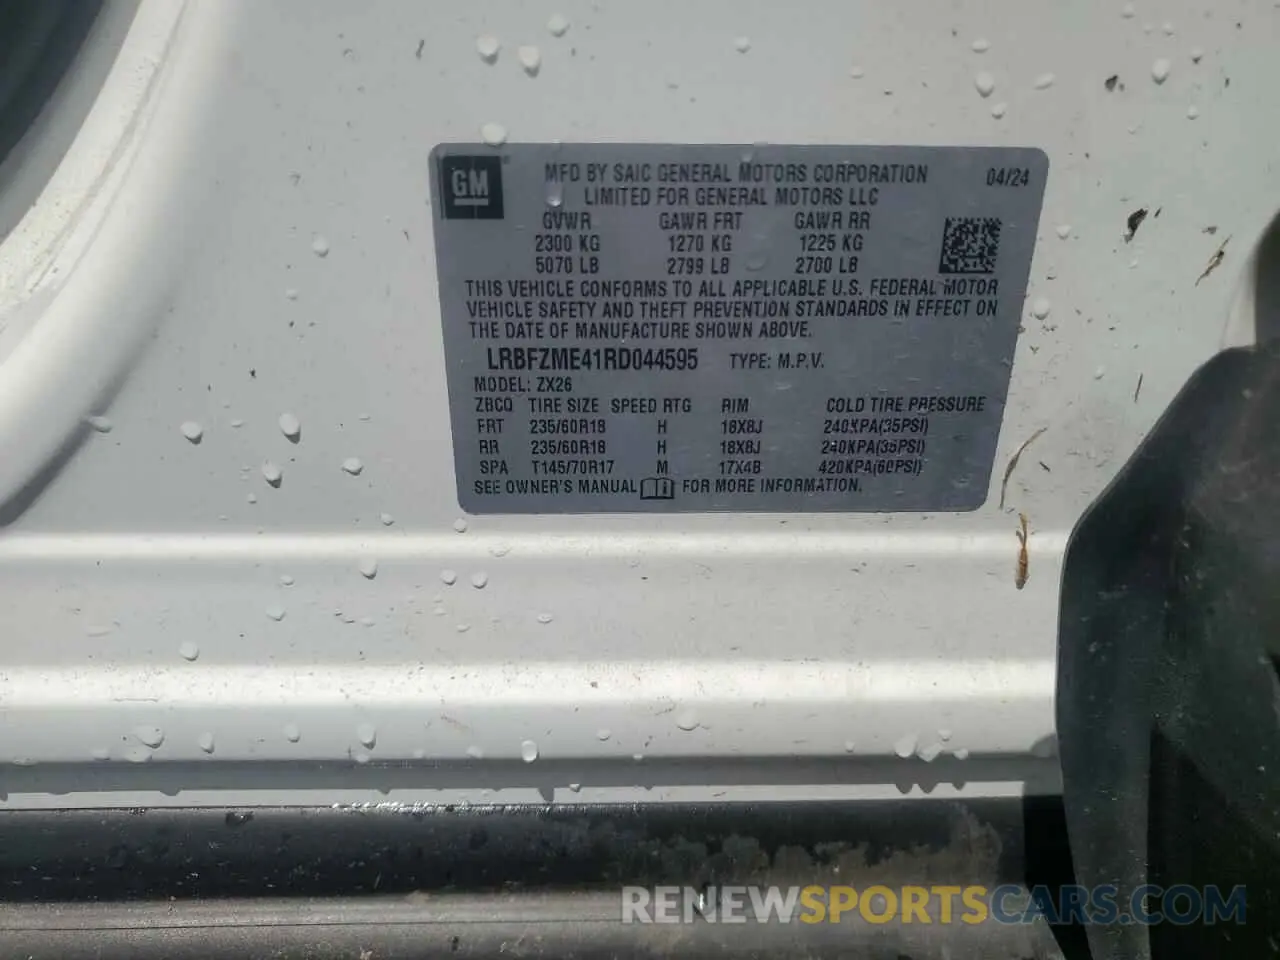 GM
MFD BY SAIC GENERAL MOTORS CORPORATION 04/24
LIMITED FOR GENERAL MOTORS LLC
GVWR GAWR FRT GAWR RR
2300 KG 1270 KG 1225 KG
5070 LB 2799 LB 2700 LB
THIS VEHICLE CONFORMS TO ALL APPLICABLE U.S. FEDERAL MOTOR
VEHICLE SAFETY AND THEFT PREVENTION STANDARDS IN EFFECT ON
THE DATE OF MANUFACTURE SHOWN ABOVE.
LRBFZME41RD044595 TYPE: M.P.V.
MODEL: ZX26
ZBCQ TIRE SIZE SPEED RTG RIM COLD TIRE PRESSURE
FRT 235/60R18 H 18X8J 240KPA(35PSI)
RR 235/60R18 H 18X8J 240KPA(35PSI)
SPA T145/70R17 M 17X4B 420KPA(60PSI)
SEE OWNER'S MANUAL FOR MORE INFORMATION.
RENEWSPORTSCARS.COM